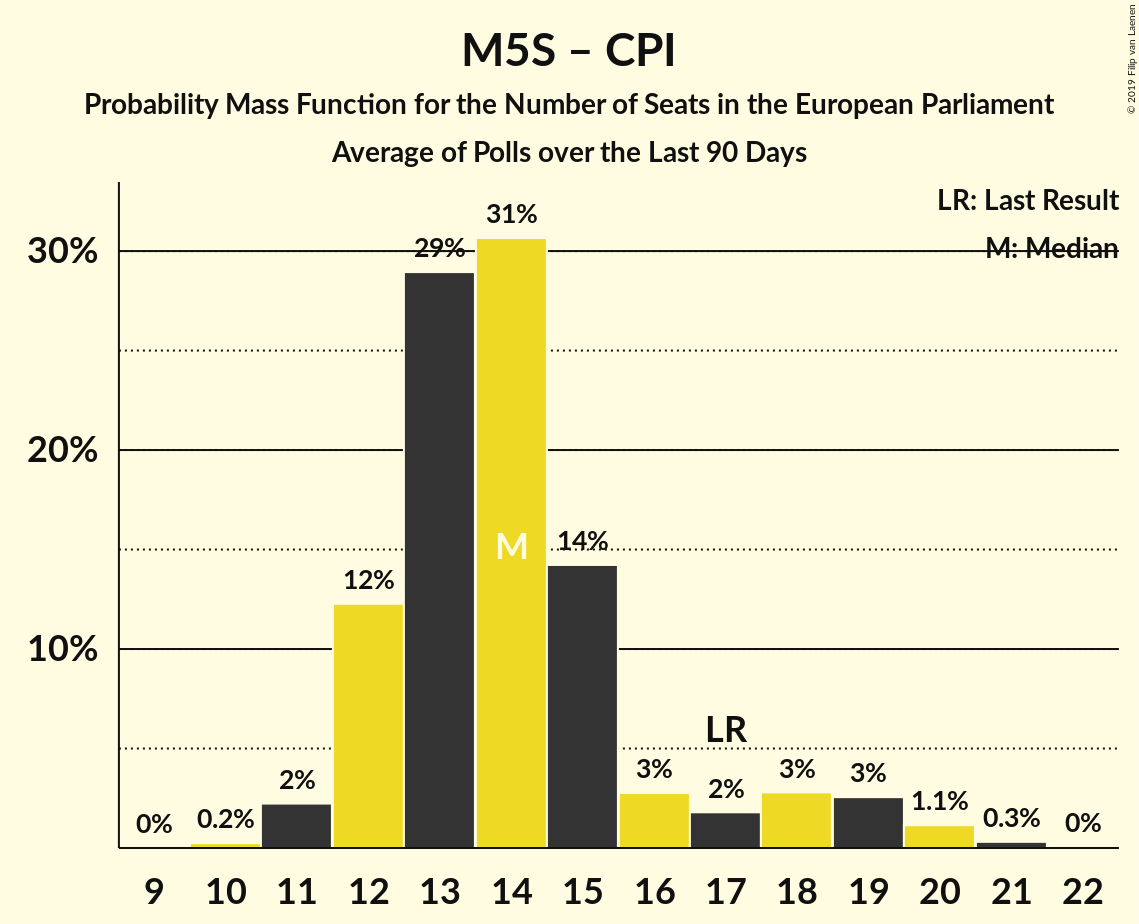 M5S – CPI
Probability Mass Function for the Number of Seats in the European Parliament
Average of Polls over the Last 90 Days
© 2019 Filip van Laenen
LR: Last Result
M: Median
30%
20%
10%
0%
0.2%
2%
12%
29%
31%
14%
3%
2%
3%
3%
1.1%
0.3%
0%
M
LR
9 10 11 12 13 14 15 16 17 18 19 20 21 22